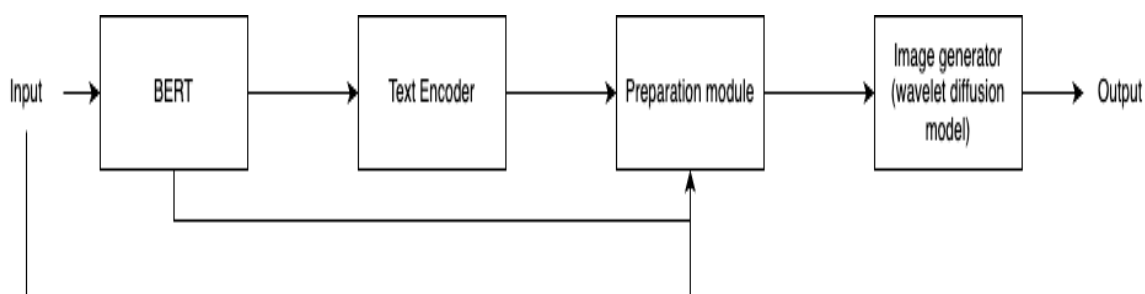 Input
BERT
Text Encoder
Preparation module
Image generator
(wavelet diffusion
model)
Output